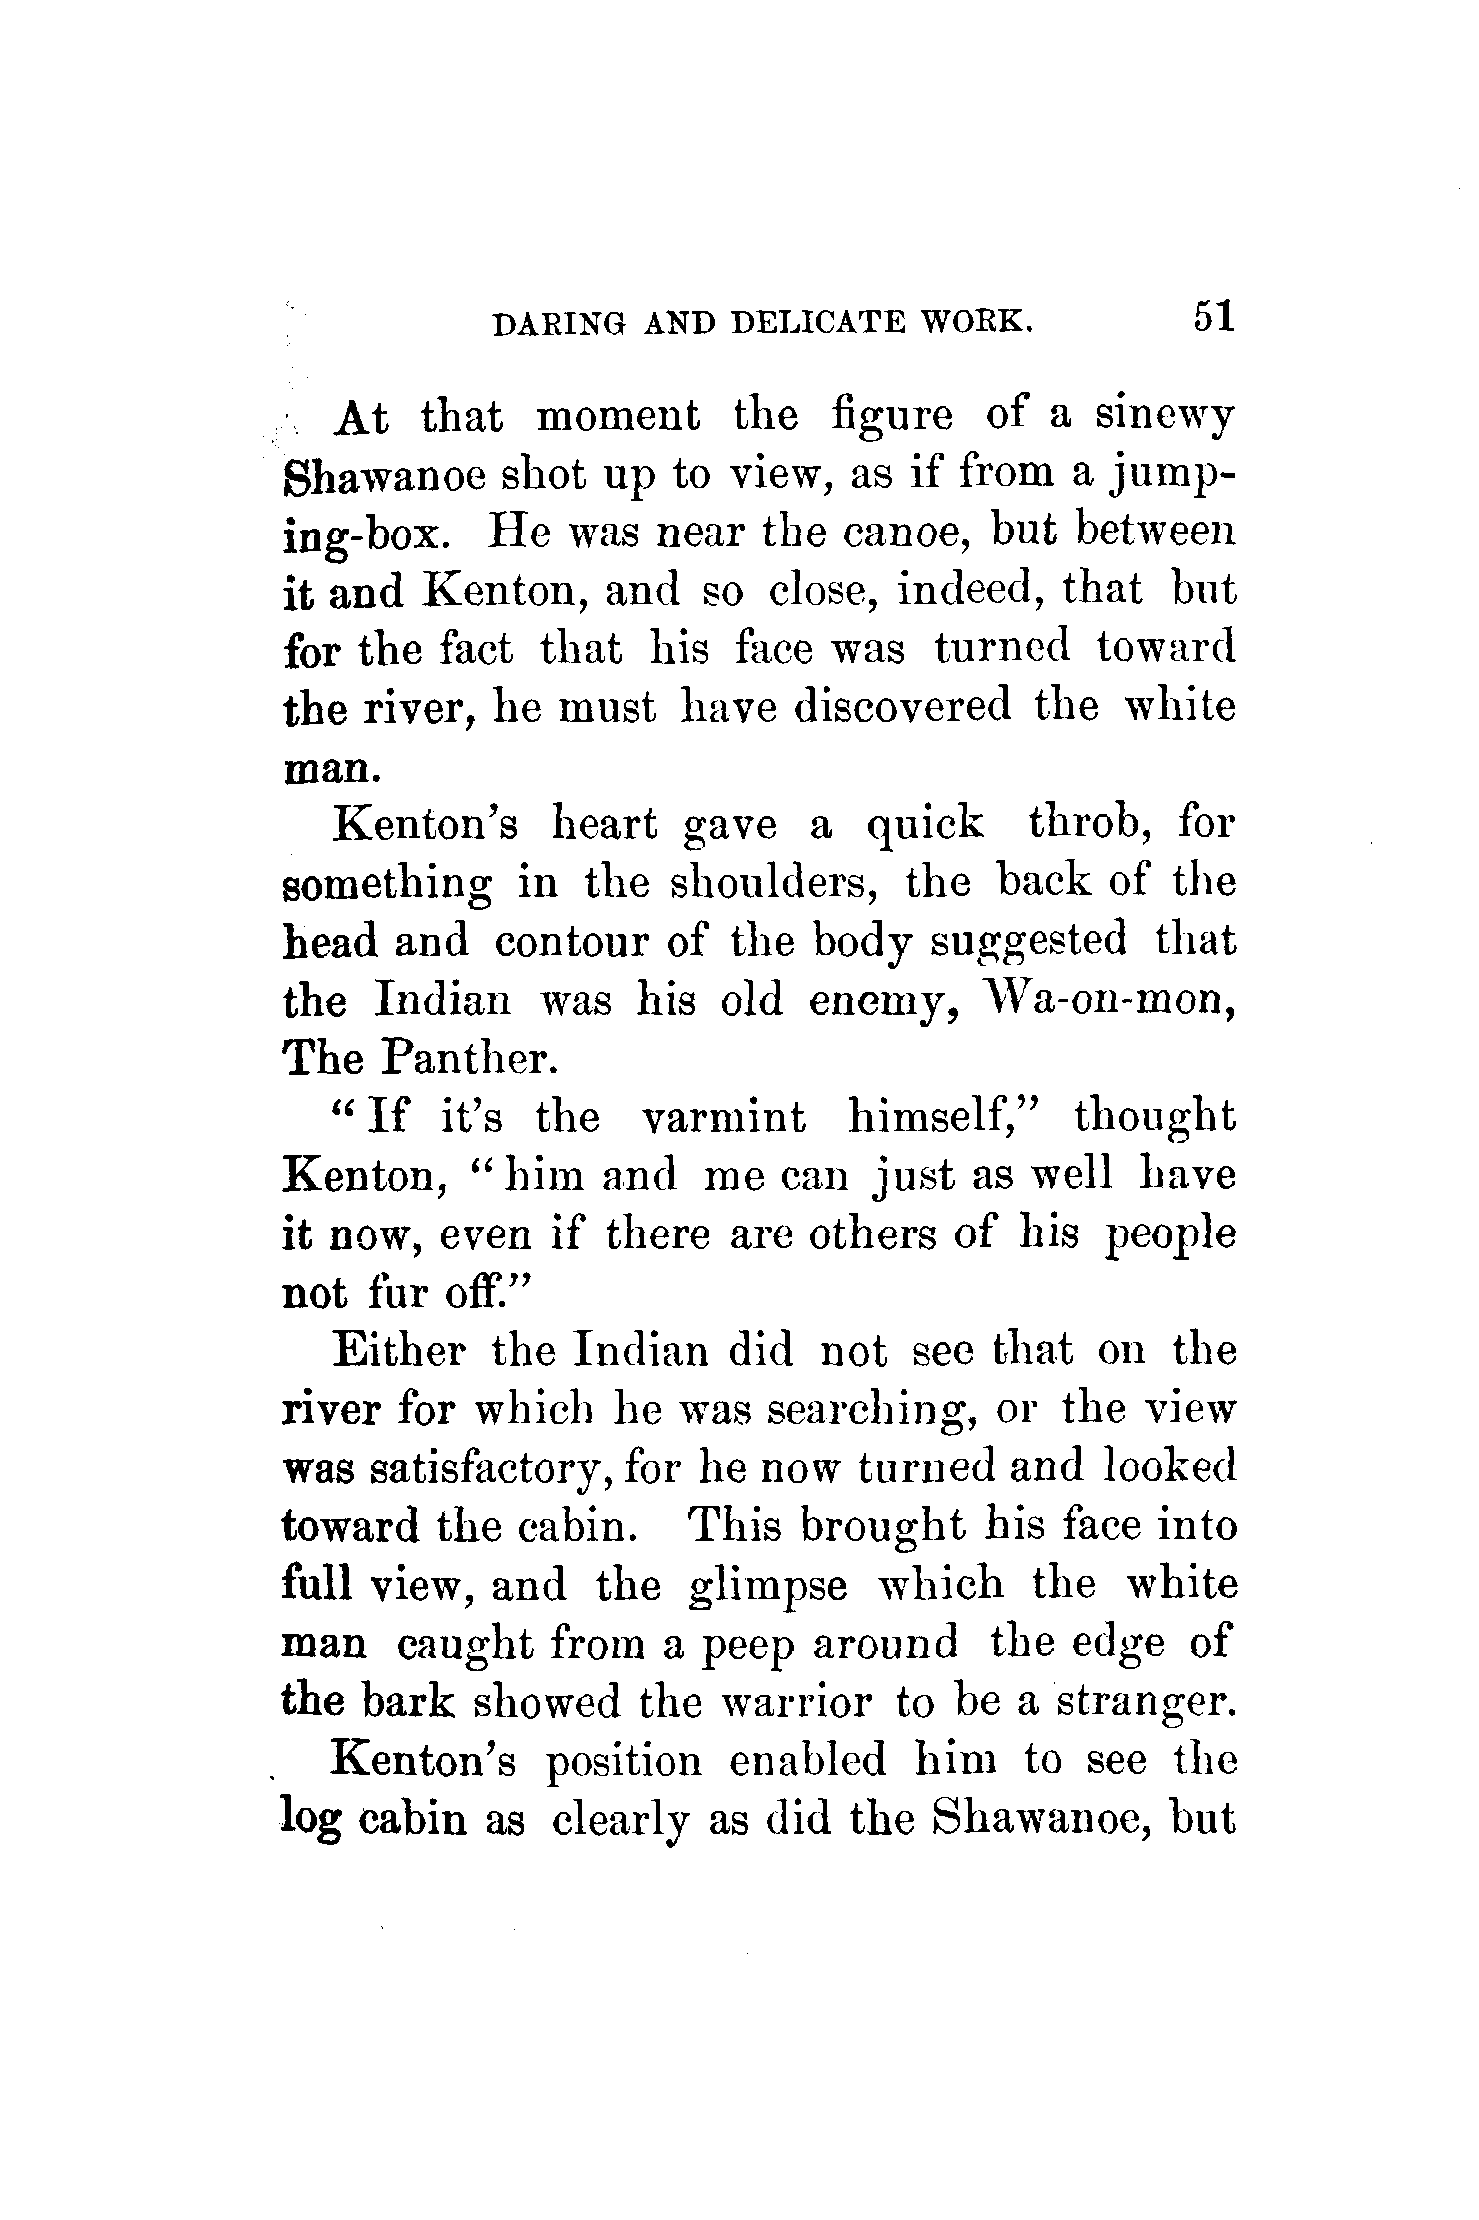 DARING AND DELICATE WORK. 51
At that moment the figure of a sinewy
Shawanoe shot up to view, as if from a jump-
ing-box. He was near the canoe, but between
it and Kenton, and so close, indeed, that but
for the fact that his face was turned toward
the river, he must have discovered the white
man.
Kenton's heart gave a quick throb, for
something in the shoulders, the back of the
head and contour of the body suggested that
the Indian was his old enemy, Wa-on-mon,
The Panther.
"If it's the varmint himself," thought
Kenton, "him and me can just as well have
it now, even if there are others of his people
not fur off."
Either the Indian did not see that on the
river for which he was searching, or the view
was satisfactory, for he now turned and looked
toward the cabin. This brought his face into
full view, and the glimpse which the white
man caught from a peep around the edge of
the bark showed the warrior to be a stranger.
Kenton's position enabled him to see the
log cabin as clearly as did the Shawanoe, but